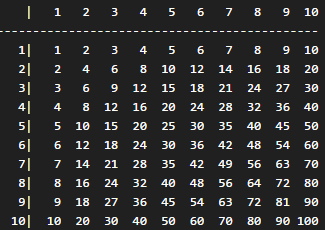 |   1   2   3   4   5   6   7   8   9  10
---------------------------------------------
   1|   1   2   3   4   5   6   7   8   9  10
   2|   2   4   6   8  10  12  14  16  18  20
   3|   3   6   9  12  15  18  21  24  27  30
   4|   4   8  12  16  20  24  28  32  36  40
   5|   5  10  15  20  25  30  35  40  45  50
   6|   6  12  18  24  30  36  42  48  54  60
   7|   7  14  21  28  35  42  49  56  63  70
   8|   8  16  24  32  40  48  56  64  72  80
   9|   9  18  27  36  45  54  63  72  81  90
  10|  10  20  30  40  50  60  70  80  90 100